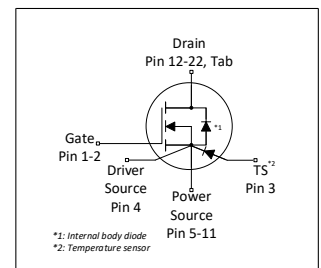 Drain
Pin 12-22, Tab
*1
Gate
Pin 1-2
Driver
Source
Pin 4
Power
Source
Pin 5-11
TS*2
Pin 3
*1: Internal body diode
*2: Temperature sensor